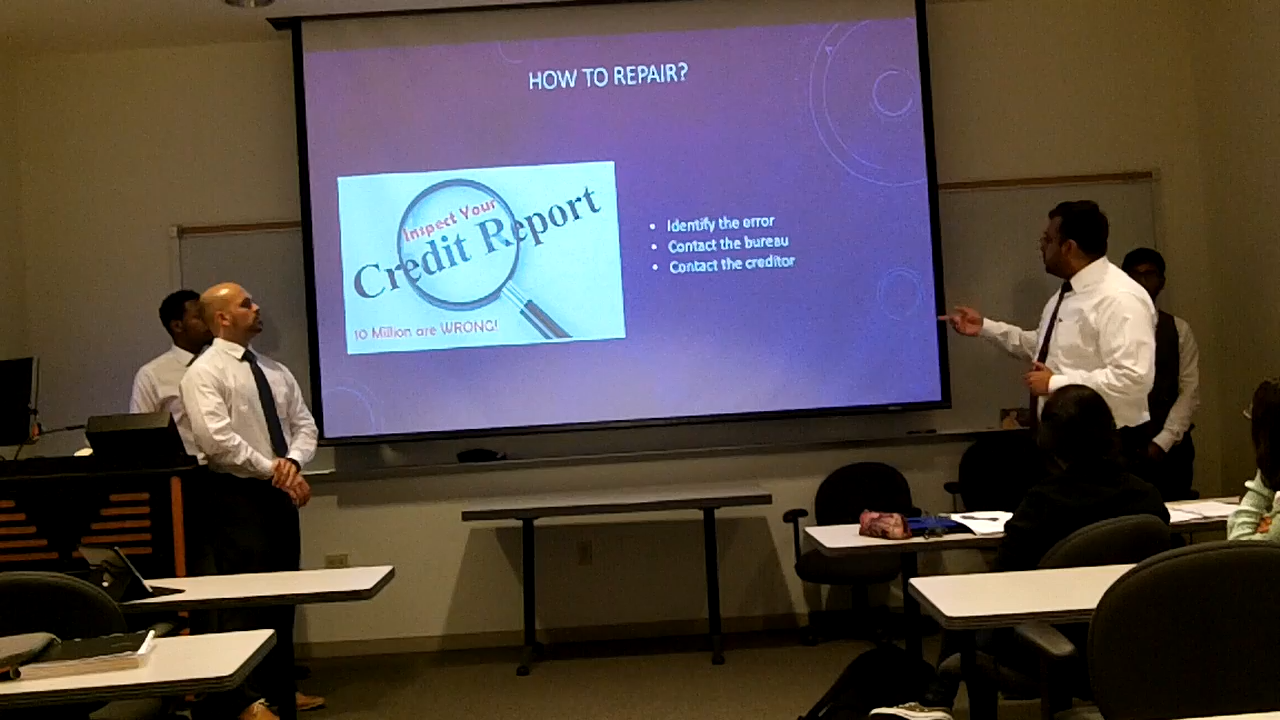 HOW TO REPAIR?
Inspect Your
Credit Report
10 Million are WRONG!
• Identify the error
• Contact the bureau
• Contact the creditor